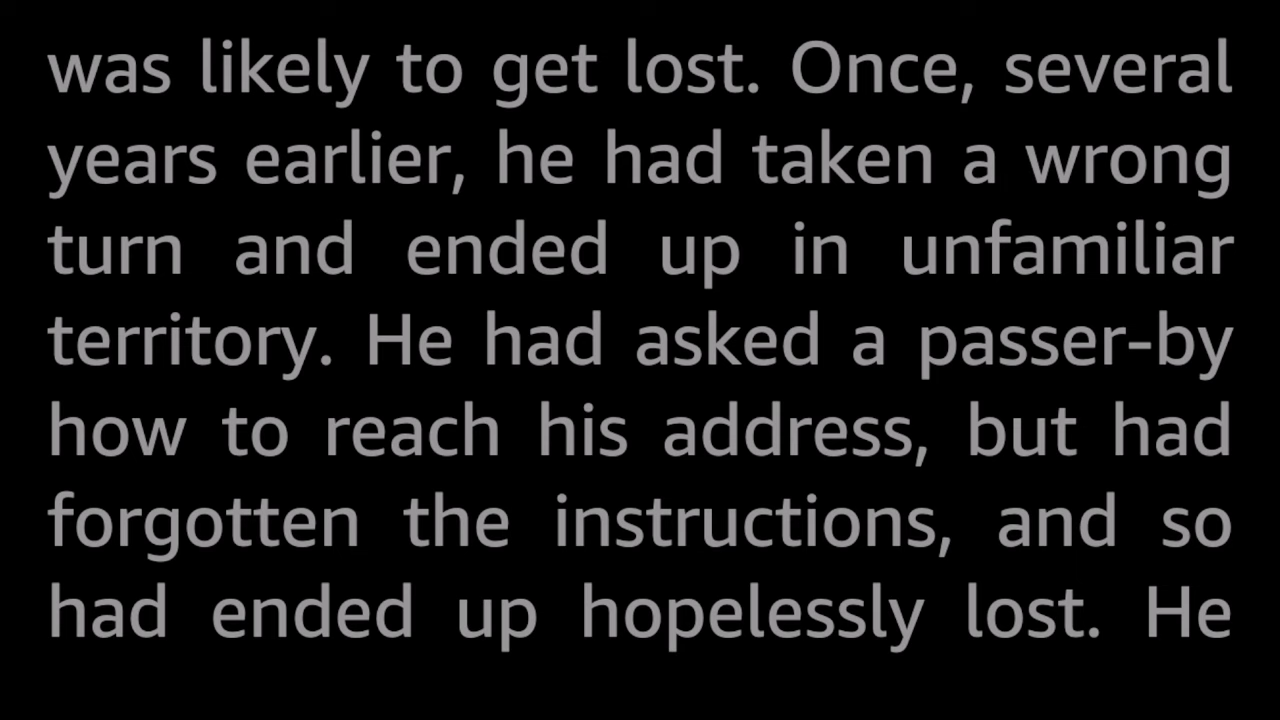 was likely to get lost. Once, several
years earlier, he had taken a wrong
turn and ended up in unfamiliar
territory. He had asked a passer-by
how to reach his address, but had
forgotten the instructions, and so
had ended up hopelessly lost. He